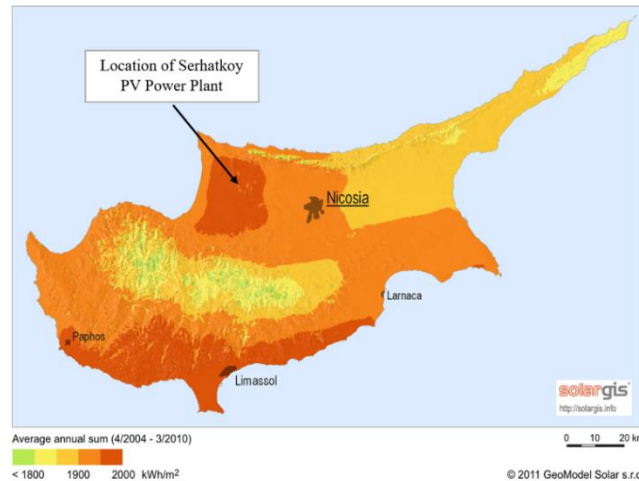 Location of Serhatkoy
PV Power Plant
Nicosia
Larnaca
Paphos
Limassol
solargis
http://solargis.info
Average annual sum (4/2004 - 3/2010)
0 10 20 km
< 1800 1900 2000 kWh/m²
© 2011 GeoModel Solar s.r.o.